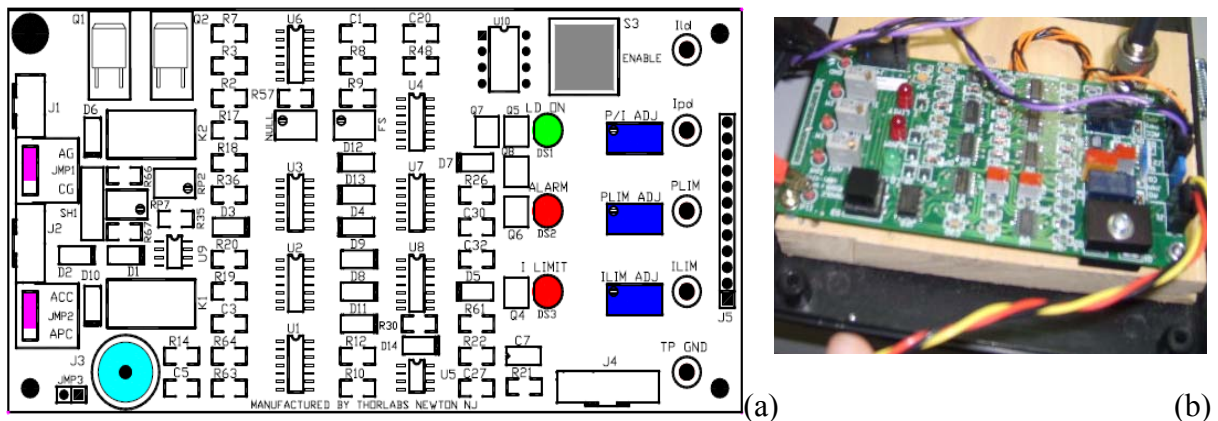 Q1 Q2 R7 U6 C1 C20 U10 S3 Ild
R3 R8 R48 ENABLE
J1 D6 R2 R57 R9 U4 Q7 Q5 LD ON P/I ADJ Ipd
K2 R17 NULL FS DS1
AG JMP1 CG R18 D12 D7 Q8
R66 RP2 R36 U3 D13 U7 R26 ALARM PLIM ADJ PLIM
SH1 RP7 R35 D3 D4 C30 Q6 DS2
J2 R67 U9 R20 U2 D9 U8 C32
D2 D10 D1 R19 D8 D5 I LIMIT ILIM ADJ ILIM
ACC JMP2 APC K1 C3 D11 R30 R61 Q4 DS3 J5
J3 R14 R64 U1 R12 D14 R22 C7 J4 TP GND
JMP3 C5 R63 R10 U5 C27 R21
MANUFACTURED BY THORLABS NEWTON NJ
(a) (b)